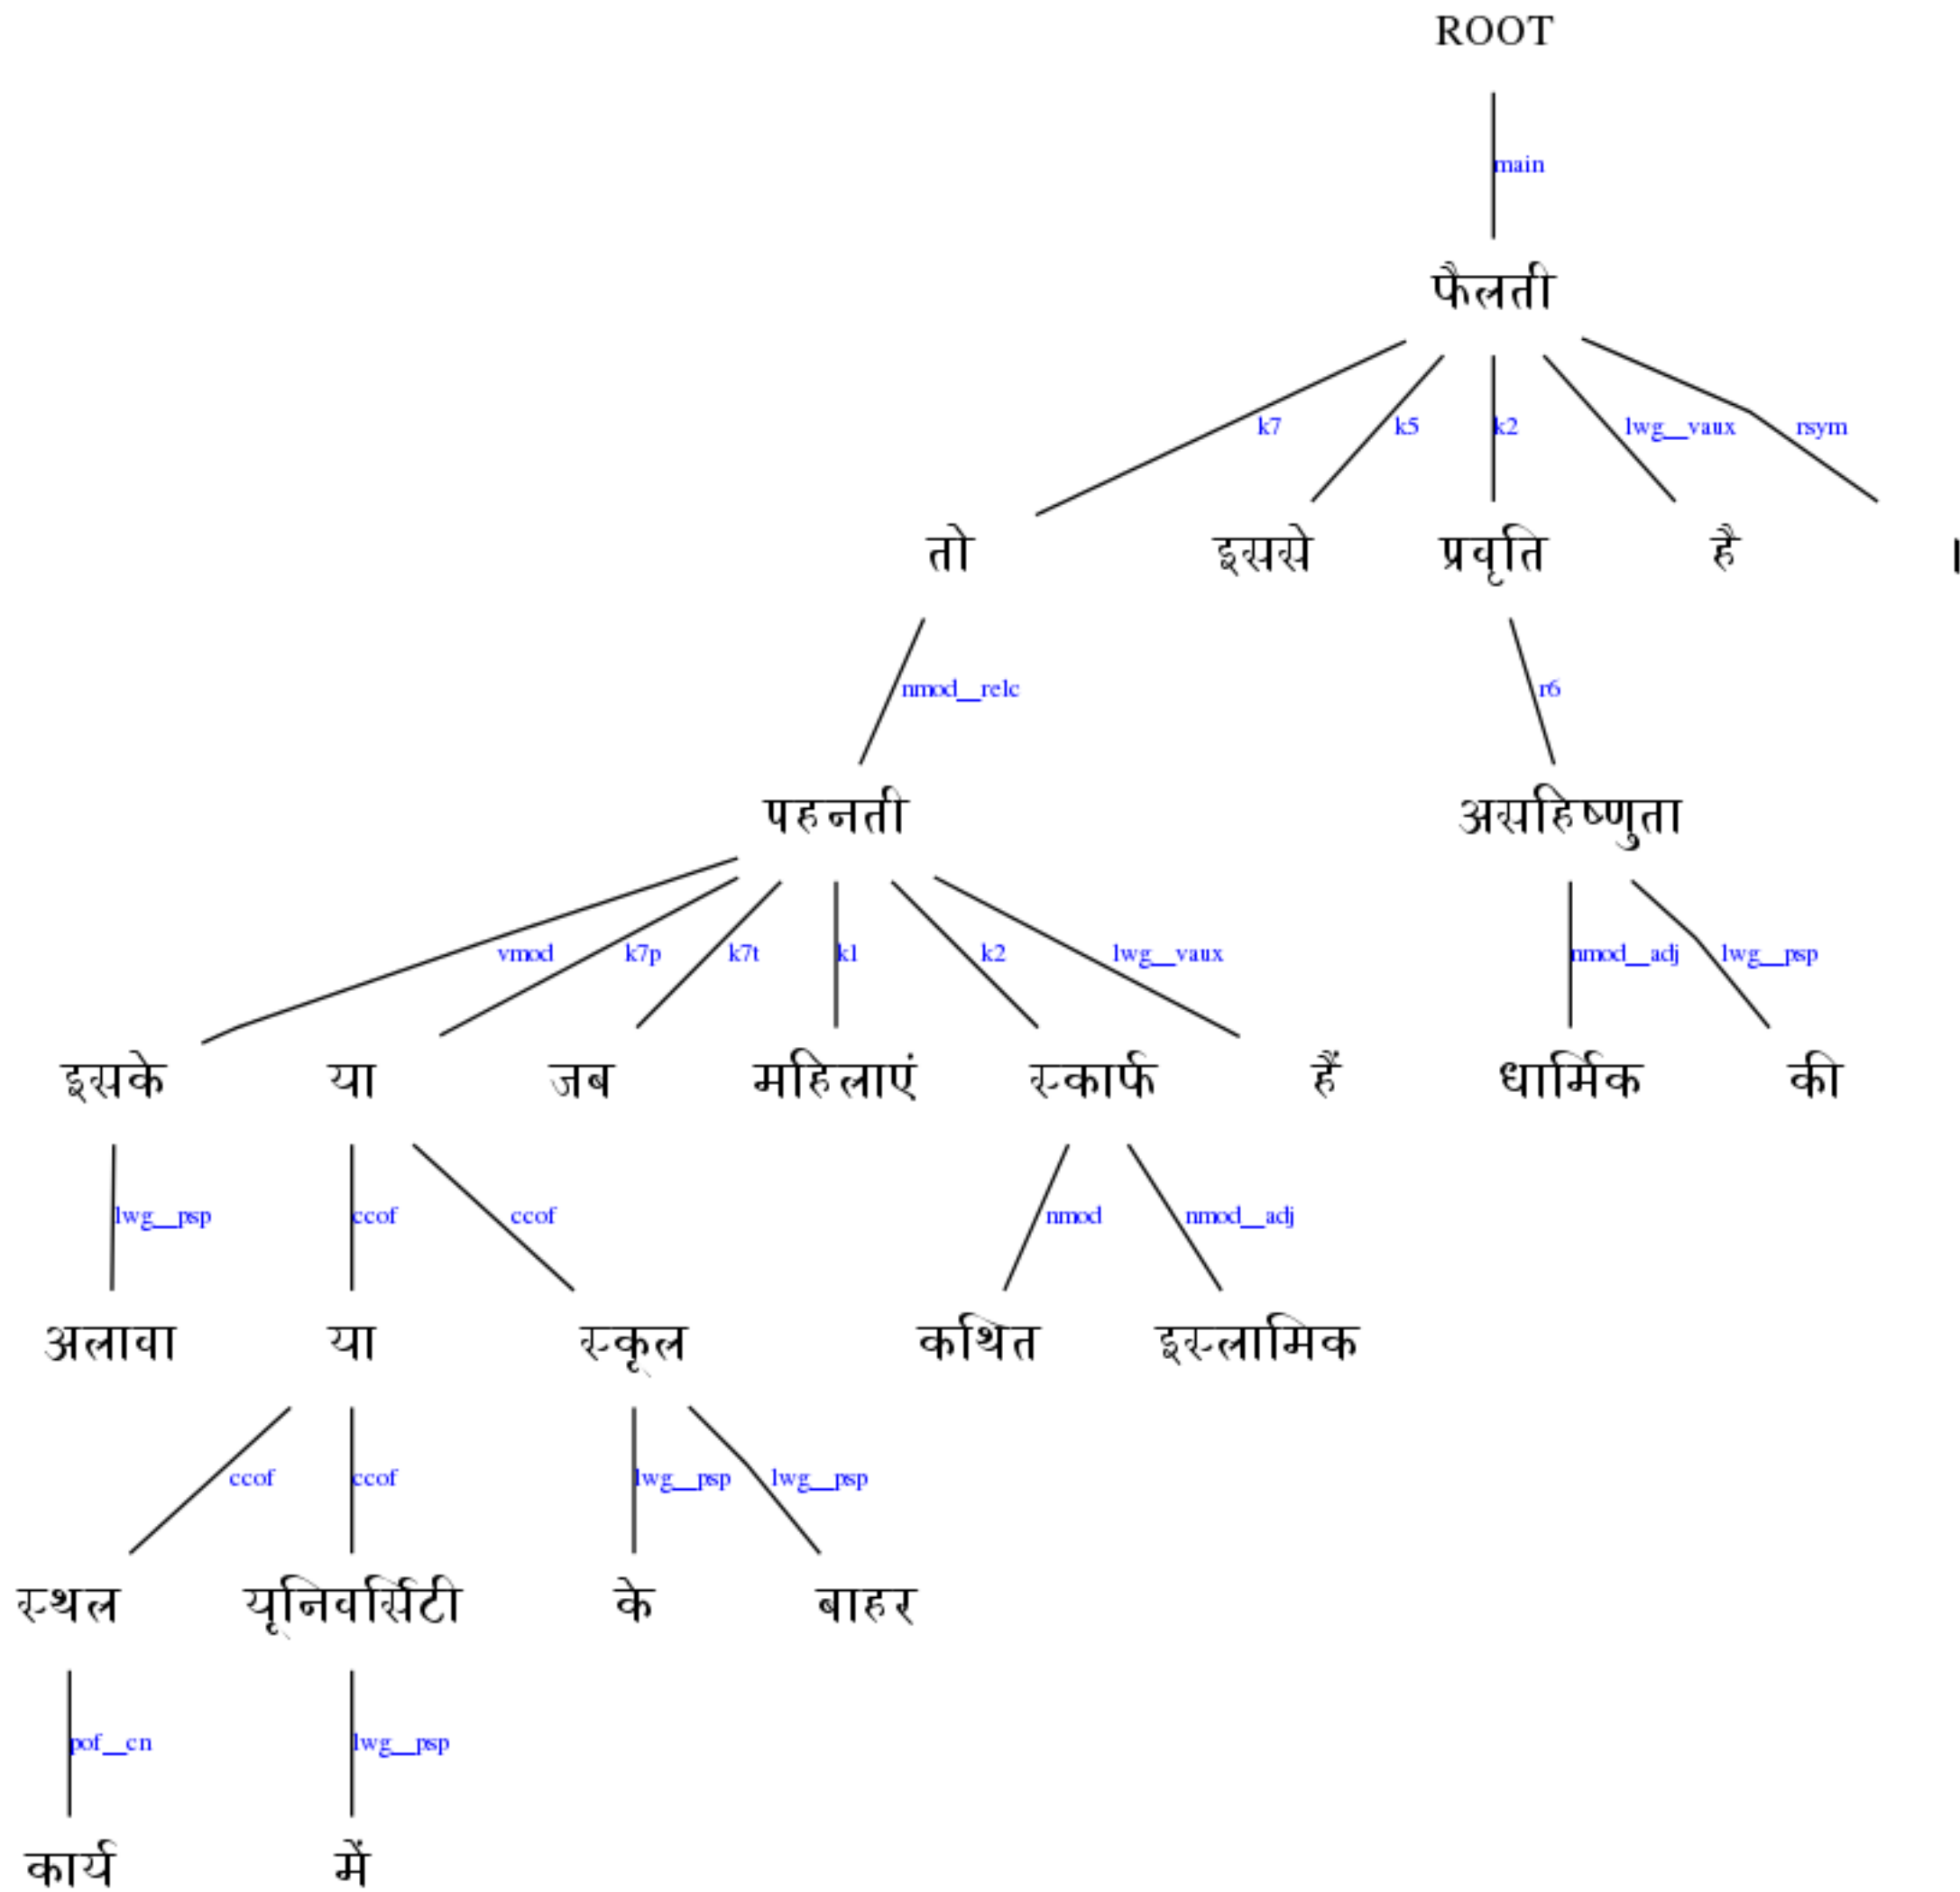 ROOT
main
फैलती
k7 k5 k2 lwg__vaux rsym
तो इससे प्रवृति है ।
nmod__relc r6
पहनती असहिष्णुता
vmod k7p k7t k1 k2 lwg__vaux nmod__adj lwg__psp
इसके या जब महिलाएं स्कार्फ हैं धार्मिक की
lwg__psp ccof ccof nmod nmod__adj
अलावा या स्कूल कथित इस्लामिक
ccof ccof lwg__psp lwg__psp
स्थल यूनिवर्सिटी के बाहर
pof__cn lwg__psp
कार्य में